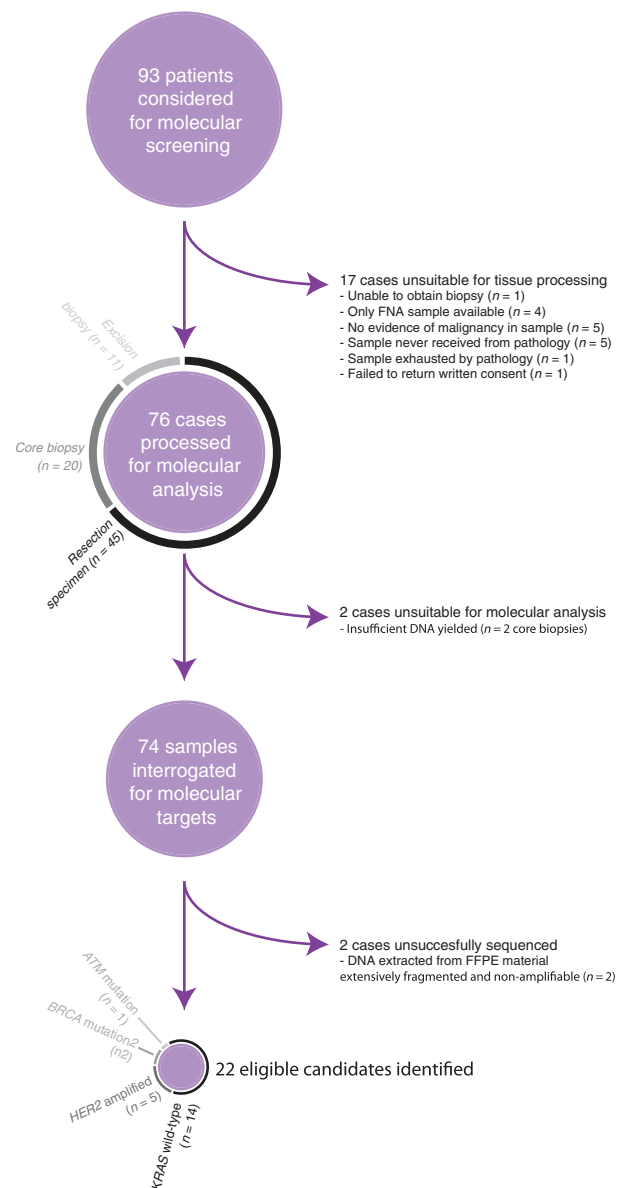 93 patients
considered
for molecular
screening
17 cases unsuitable for tissue processing
- Unable to obtain biopsy (n = 1)
- Only FNA sample available (n = 4)
- No evidence of malignancy in sample (n = 5)
- Sample never received from pathology (n = 5)
- Sample exhausted by pathology (n = 1)
- Failed to return written consent (n = 1)
Excision
biopsy (n = 11)
76 cases
processed
for molecular
analysis
Core biopsy
(n = 20)
Resection
specimen (n = 45)
2 cases unsuitable for molecular analysis
- Insufficient DNA yielded (n = 2 core biopsies)
74 samples
interrogated
for molecular
targets
2 cases unsuccesfully sequenced
- DNA extracted from FFPE material
extensively fragmented and non-amplifiable (n = 2)
ATM mutation
(n = 1)
BRCA mutation2
(n2)
22 eligible candidates identified
HER2 amplified
(n = 5)
KRAS wild-type
(n = 14)